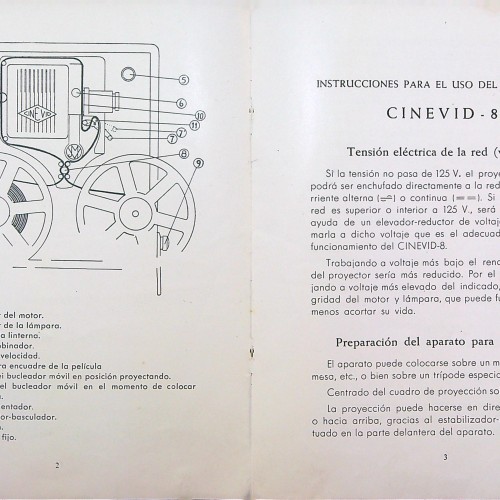 CINEVID
5
6
10
11
7
7'
8
9
r del motor.
r de la lámpara.
a linterna.
binador.
velocidad.
ra encuadre de la película
ei bucleador móvil en posición proyectando.
el bucleador móvil en el momento de colocar
a.
entador.
or-basculador.
a.
fijo.
2
INSTRUCCIONES PARA EL USO DEL
CINEVID - 8
Tensión eléctrica de la red (v
Si la tensión no pasa de 125 V., el proye
podrá ser enchufado directamente a la red
rriente alterna (≂) o continua (==). Si
red es superior o interior a 125 V., será
ayuda de un elevador-reductor de voltaje
marla a dicho voltaje que es el adecuad
funcionamiento del CINEVID-8.
Trabajando a voltaje más bajo el rend
del proyector sería más reducido. Por el
jando a voltaje más elevado del indicado,
gridad del motor y lámpara, que puede fu
menos acortar su vida.
Preparación del aparato para
El aparato puede colocarse sobre un m
mesa, etc., o bien sobre un trípode especia
Centrado del cuadro de proyección so
La proyección puede hacerse en dire
o hacia arriba, gracias al estabilizador-
tuado en la parte delantera del aparato.
3